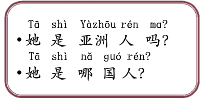 Tā shì Yàzhōu rén ma?
•她 是 亚洲 人 吗?
Tā shì nǎ guó rén?
•她 是 哪 国 人?